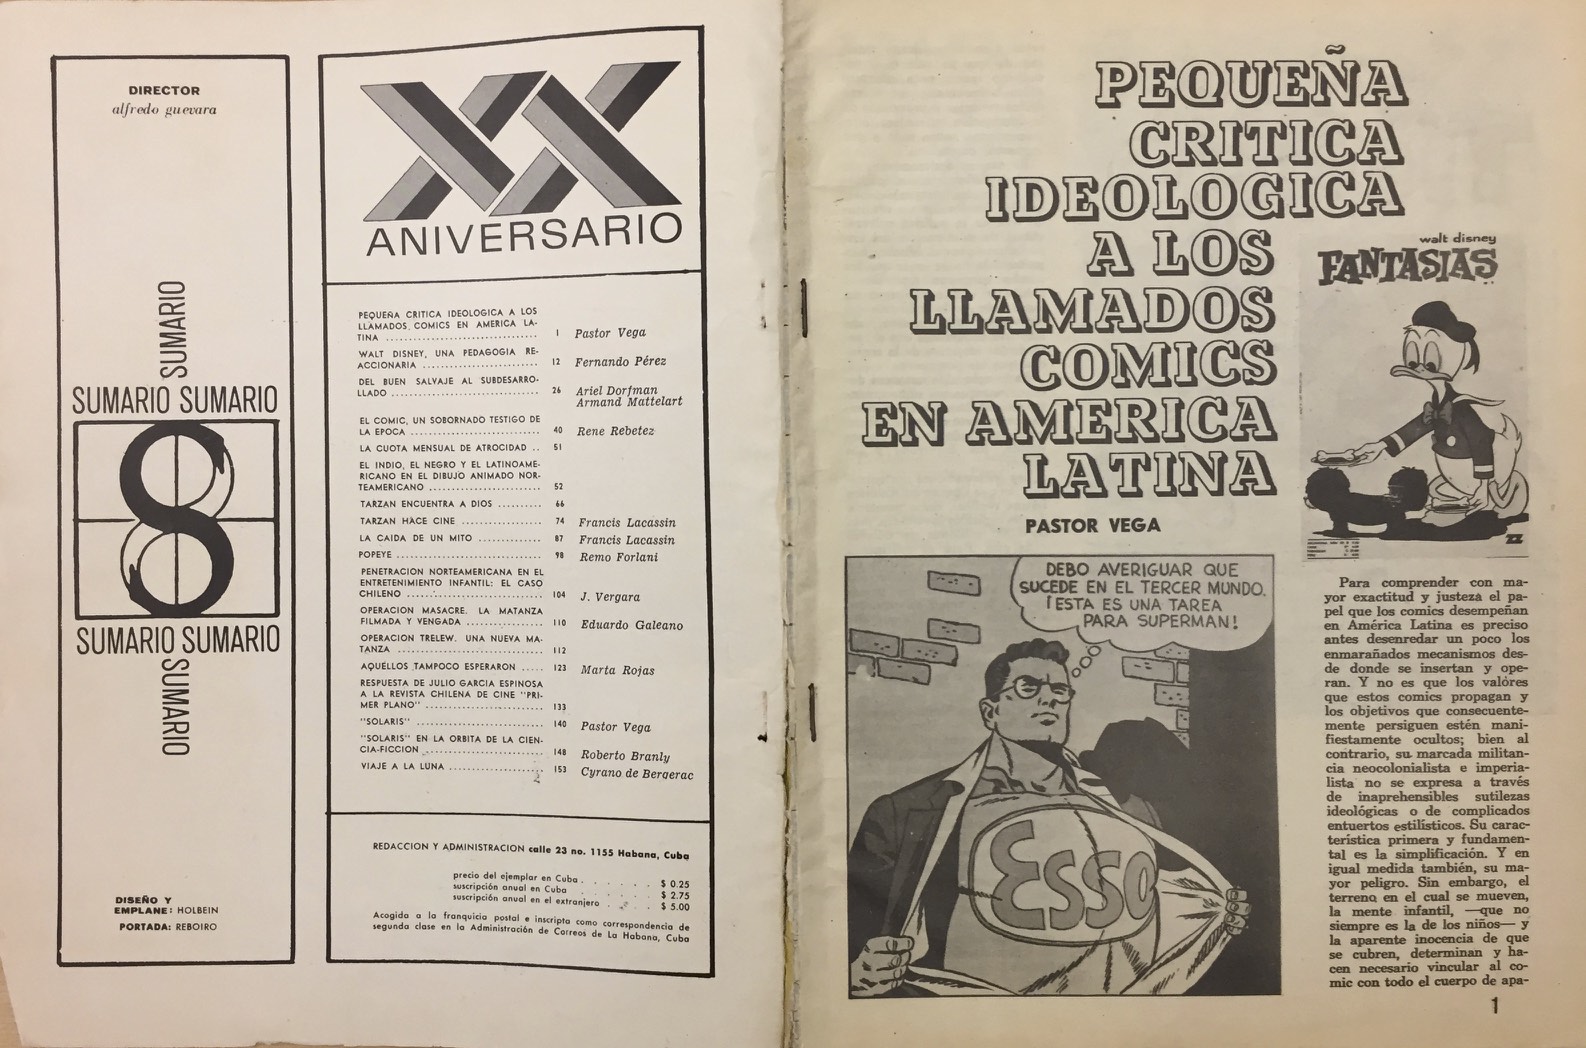 DIRECTOR
alfredo guevara
SUMARIO
SUMARIO SUMARIO
8
SUMARIO SUMARIO
SUMARIO
DISEÑO Y
EMPLANE: HOLBEIN
PORTADA: REBOIRO
XX
ANIVERSARIO
PEQUEÑA CRITICA IDEOLOGICA A LOS
LLAMADOS COMICS EN AMERICA LA-
TINA ................................ 1 Pastor Vega
WALT DISNEY, UNA PEDAGOGIA RE-
ACCIONARIA ........................ 12 Fernando Pérez
DEL BUEN SALVAJE AL SUBDESARRO-
LLADO .............................. 26 Ariel Dorfman
Armand Mattelart
EL COMIC, UN SOBORNADO TESTIGO DE
LA EPOCA .......................... 40 Rene Rebetez
LA CUOTA MENSUAL DE ATROCIDAD .. 51
EL INDIO, EL NEGRO Y EL LATINOAME-
RICANO EN EL DIBUJO ANIMADO NOR-
TEAMERICANO ...................... 52
TARZAN ENCUENTRA A DIOS .......... 66
TARZAN HACE CINE .................. 74 Francis Lacassin
LA CAIDA DE UN MITO .............. 87 Francis Lacassin
POPEYE .............................. 98 Remo Forlani
PENETRACION NORTEAMERICANA EN EL
ENTRETENIMIENTO INFANTIL: EL CASO
CHILENO ............................ 104 J. Vergara
OPERACION MASACRE. LA MATANZA
FILMADA Y VENGADA ................ 110 Eduardo Galeano
OPERACION TRELEW. UNA NUEVA MA-
TANZA .............................. 112
AQUÉLLOS TAMPOCO ESPERARON ..... 123 Marta Rojas
RESPUESTA DE JULIO GARCIA ESPINOSA
A LA REVISTA CHILENA DE CINE "PRI-
MER PLANO" ........................ 133
"SOLARIS" .......................... 140 Pastor Vega
"SOLARIS" EN LA ORBITA DE LA CIEN-
CIA-FICCION ........................ 148 Roberto Branly
VIAJE A LA LUNA .................... 153 Cyrano de Bergerac
REDACCION Y ADMINISTRACION calle 23 no. 1155 Habana, Cuba
precio del ejemplar en Cuba . . . . . . $ 0.25
suscripción anual en Cuba . . . . . . $ 2.75
suscripción anual en el extranjero . . . . $ 5.00
Acogida a la franquicia postal e inscripta como correspondencia de
segunda clase en la Administración de Correos de La Habana, Cuba
PEQUEÑA
CRITICA
IDEOLOGICA
A LOS
LLAMADOS
COMICS
EN AMERICA
LATINA
PASTOR VEGA
walt disney
FANTASIAS
DEBO AVERIGUAR QUE
SUCEDE EN EL TERCER MUNDO.
¡ESTA ES UNA TAREA
PARA SUPERMAN!
ESSO
Para comprender con ma-
yor exactitud y justeza el pa-
pel que los comics desempeñan
en América Latina es preciso
antes desenredar un poco los
enmarañados mecanismos des-
de donde se insertan y ope-
ran. Y no es que los valóres
que estos comics propagan y
los objetivos que consecuente-
mente persiguen estén mani-
fiestamente ocultos; bien al
contrario, su marcada militan-
cia neocolonialista e imperia-
lista no se expresa a través
de inaprehensibles sutilezas
ideológicas o de complicados
entuertos estilísticos. Su carac-
terística primera y fundamen-
tal es la simplificación. Y en
igual medida también, su ma-
yor peligro. Sin embargo, el
terreno en el cual se mueven,
la mente infantil, —que no
siempre es la de los niños— y
la aparente inocencia de que
se cubren, determinan y ha-
cen necesario vincular al co-
mic con todo el cuerpo de apa-
1